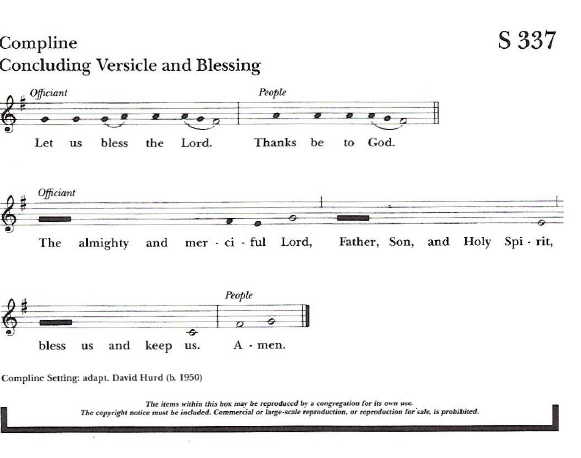 S 337
Compline
Concluding Versicle and Blessing
Officiant People
Let us bless the Lord. Thanks be to God.
Officiant
The almighty and mer - ci - ful Lord, Father, Son, and Holy Spi - rit,
People
bless us and keep us. A - men.
Compline Setting: adapt. David Hurd (b. 1950)
The items within this box may be reproduced by a congregation for its own use.
The copyright notice must be included. Commercial or large-scale reproduction, or reproduction for sale, is prohibited.